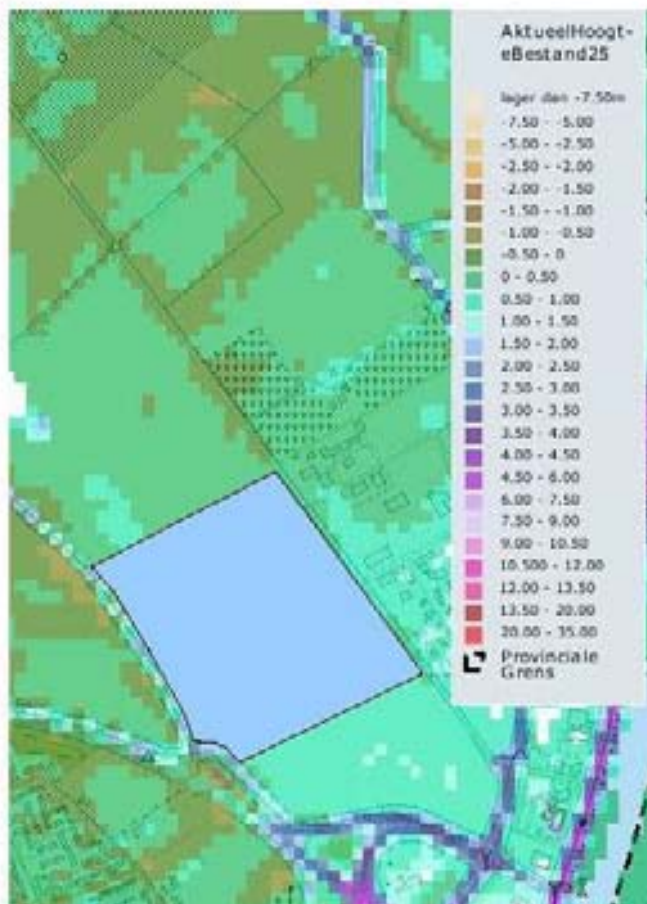 AktueelHoogt-
eBestand25
lager dan -7.50m
-7.50 - -5.00
-5.00 - -2.50
-2.50 - -2.00
-2.00 - -1.50
-1.50 - -1.00
-1.00 - -0.50
-0.50 - 0
0 - 0.50
0.50 - 1.00
1.00 - 1.50
1.50 - 2.00
2.00 - 2.50
2.50 - 3.00
3.00 - 3.50
3.50 - 4.00
4.00 - 4.50
4.50 - 6.00
6.00 - 7.50
7.50 - 9.00
9.00 - 10.50
10.500 - 12.00
12.00 - 13.50
13.50 - 20.00
20.00 - 35.00
Provinciale
Grens